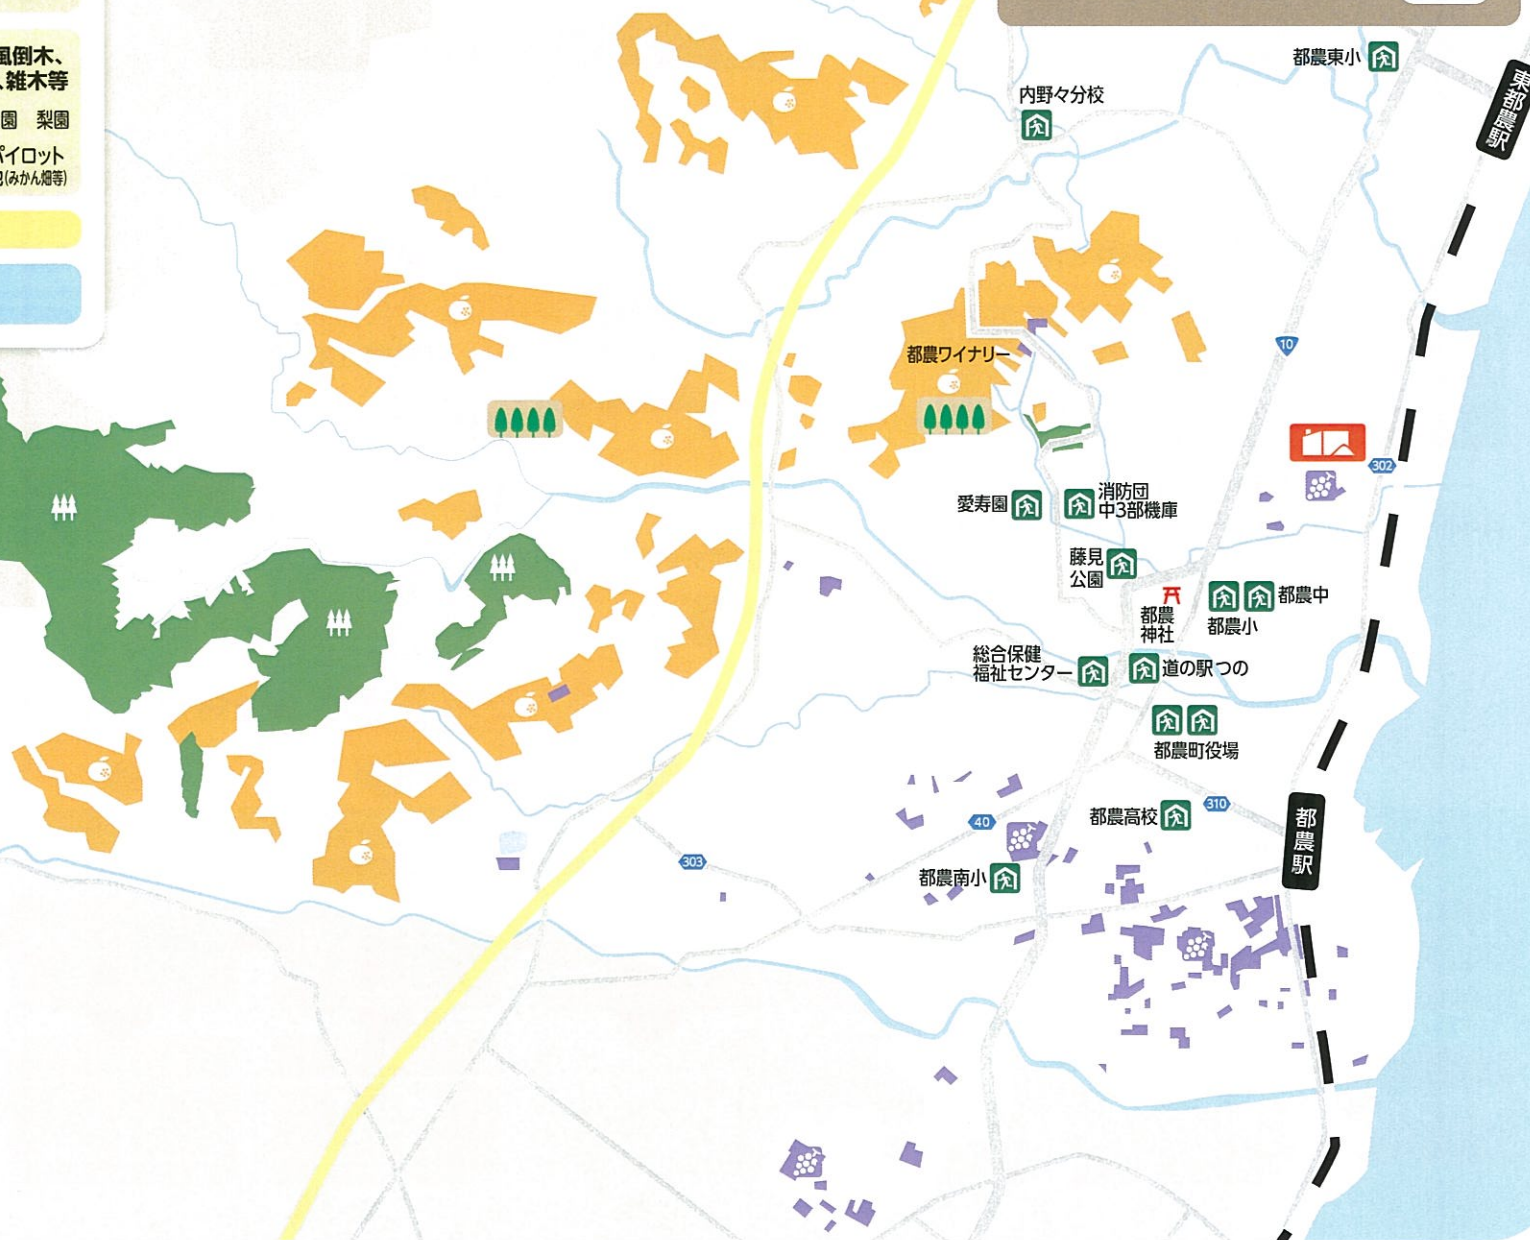 風倒木、
、雑木等
園　梨園
パイロット
(みかん畑等)
都農東小
東都農駅
内野々分校
10
都農ワイナリー
302
愛寿園
消防団
中3部機庫
藤見
公園
都農
神社
都農中
都農小
総合保健
福祉センター
道の駅つの
都農町役場
310
都農高校
40
都農駅
303
都農南小